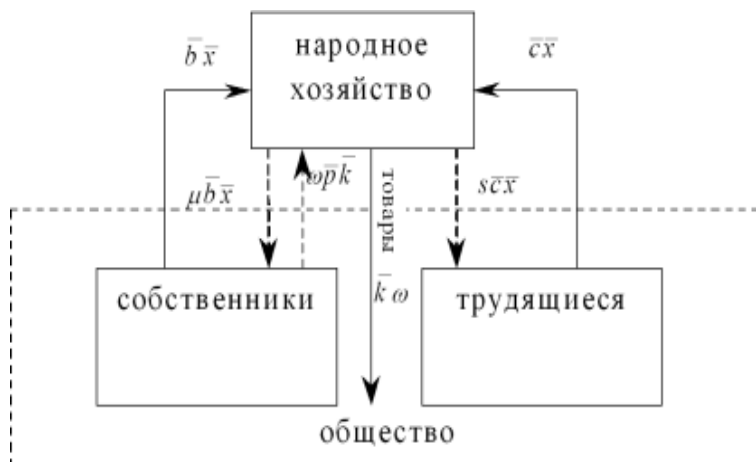 народное
хозяйство
b̅ x̅
c̅x̅
μb̅ x̅
ωp̅ k̅
товары
sc̅x̅
собственники
k̅ ω
трудящиеся
общество